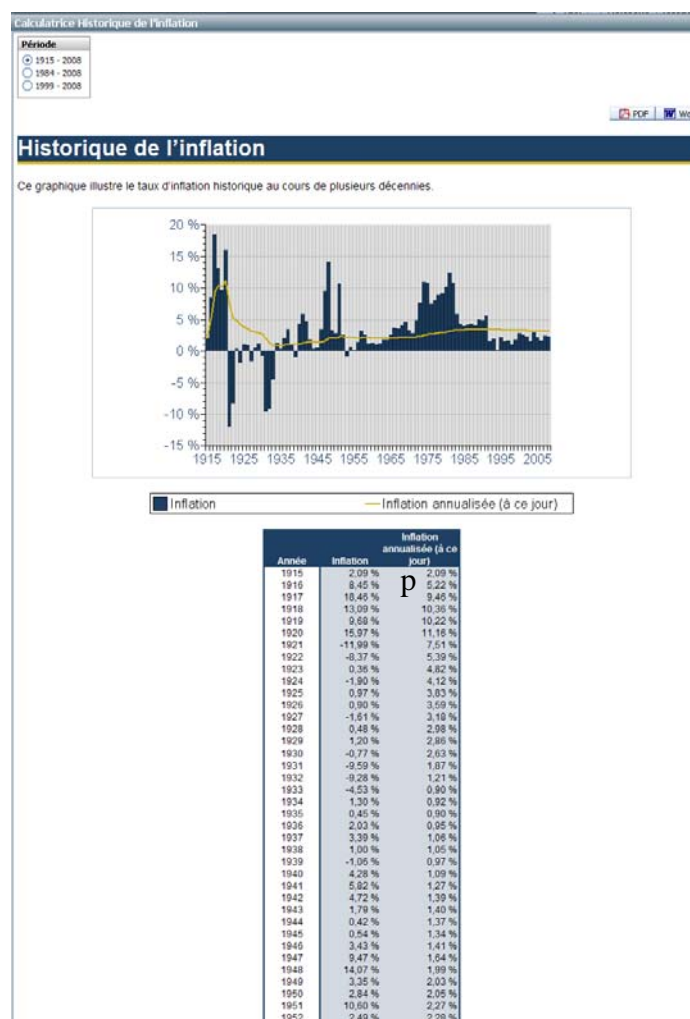 Calculatrice Historique de l'inflation
Période
1915 - 2008
1984 - 2008
1999 - 2008
PDF
Historique de l'inflation
Ce graphique illustre le taux d'inflation historique au cours de plusieurs décennies.
20 %
15 %
10 %
5 %
0 %
-5 %
-10 %
-15 %
1915 1925 1935 1945 1955 1965 1975 1985 1995 2005
Inflation
Inflation annualisée (à ce jour)
Inflation
annualisée (à ce
Année Inflation jour)
p
1915 2,09 % 2,09 %
1916 8,45 % 5,22 %
1917 18,46 % 9,46 %
1918 13,09 % 10,36 %
1919 9,68 % 10,22 %
1920 15,97 % 11,16 %
1921 -11,99 % 7,51 %
1922 -8,37 % 5,39 %
1923 0,36 % 4,82 %
1924 -1,90 % 4,12 %
1925 0,97 % 3,83 %
1926 0,90 % 3,59 %
1927 -1,61 % 3,18 %
1928 0,48 % 2,98 %
1929 1,20 % 2,86 %
1930 -0,77 % 2,63 %
1931 -9,59 % 1,87 %
1932 -9,28 % 1,21 %
1933 -4,53 % 0,90 %
1934 1,30 % 0,92 %
1935 0,45 % 0,90 %
1936 2,03 % 0,95 %
1937 3,39 % 1,06 %
1938 1,00 % 1,05 %
1939 -1,06 % 0,97 %
1940 4,28 % 1,09 %
1941 5,82 % 1,27 %
1942 4,72 % 1,39 %
1943 1,79 % 1,40 %
1944 0,42 % 1,37 %
1945 0,54 % 1,34 %
1946 3,43 % 1,41 %
1947 9,47 % 1,64 %
1948 14,07 % 1,99 %
1949 3,35 % 2,03 %
1950 2,84 % 2,05 %
1951 10,60 % 2,27 %
1952 2,49 % 2,28 %